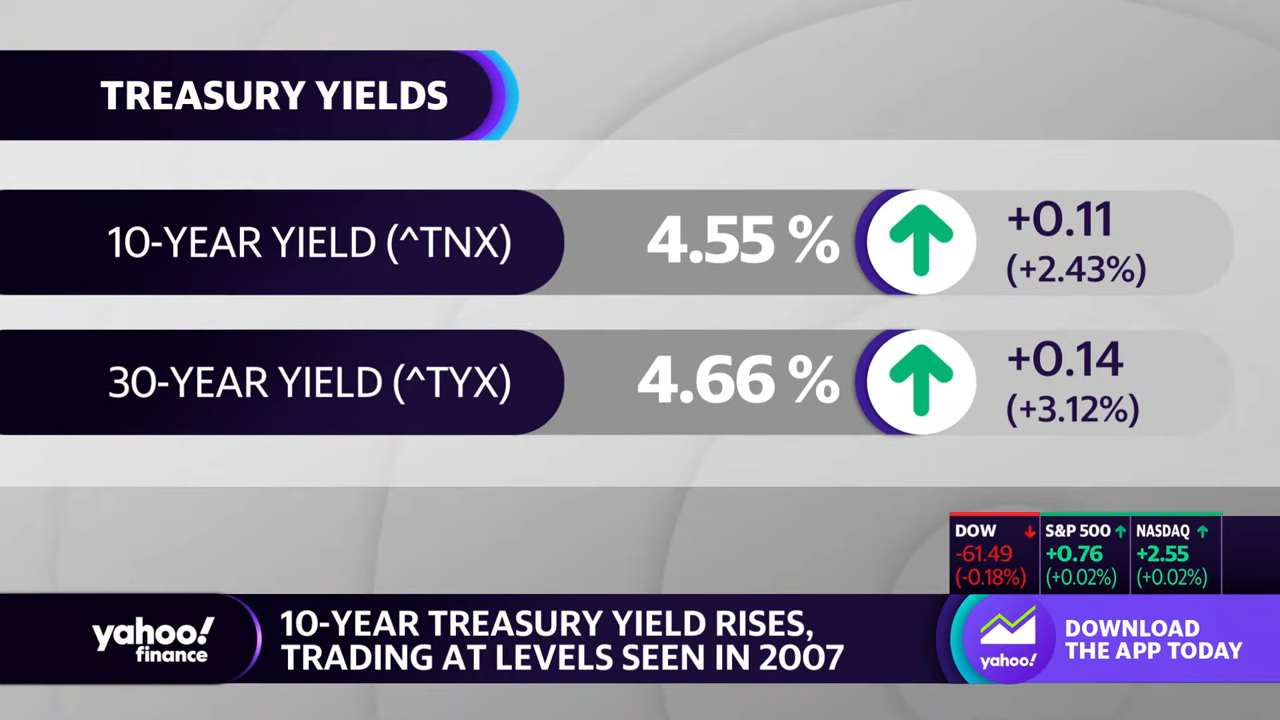 TREASURY YIELDS
10-YEAR YIELD (^TNX)
4.55 %
+0.11
(+2.43%)
30-YEAR YIELD (^TYX)
4.66 %
+0.14
(+3.12%)
DOW
-61.49
(-0.18%)
S&P 500
+0.76
(+0.02%)
NASDAQ
+2.55
(+0.02%)
yahoo!
finance
10-YEAR TREASURY YIELD RISES,
TRADING AT LEVELS SEEN IN 2007
yahoo!
DOWNLOAD
THE APP TODAY